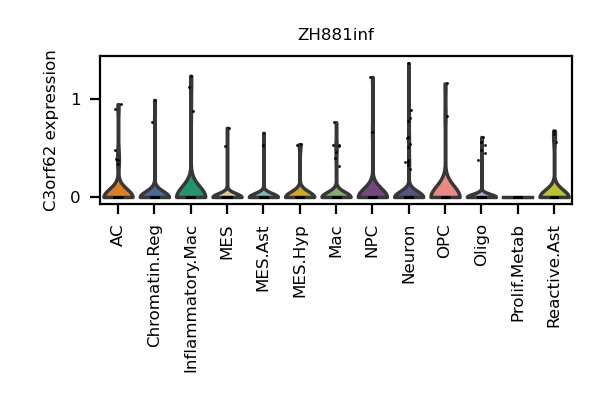 ZH881inf
C3orf62 expression
1
0
AC
Chromatin.Reg
Inflammatory.Mac
MES
MES.Ast
MES.Hyp
Mac
NPC
Neuron
OPC
Oligo
Prolif.Metab
Reactive.Ast